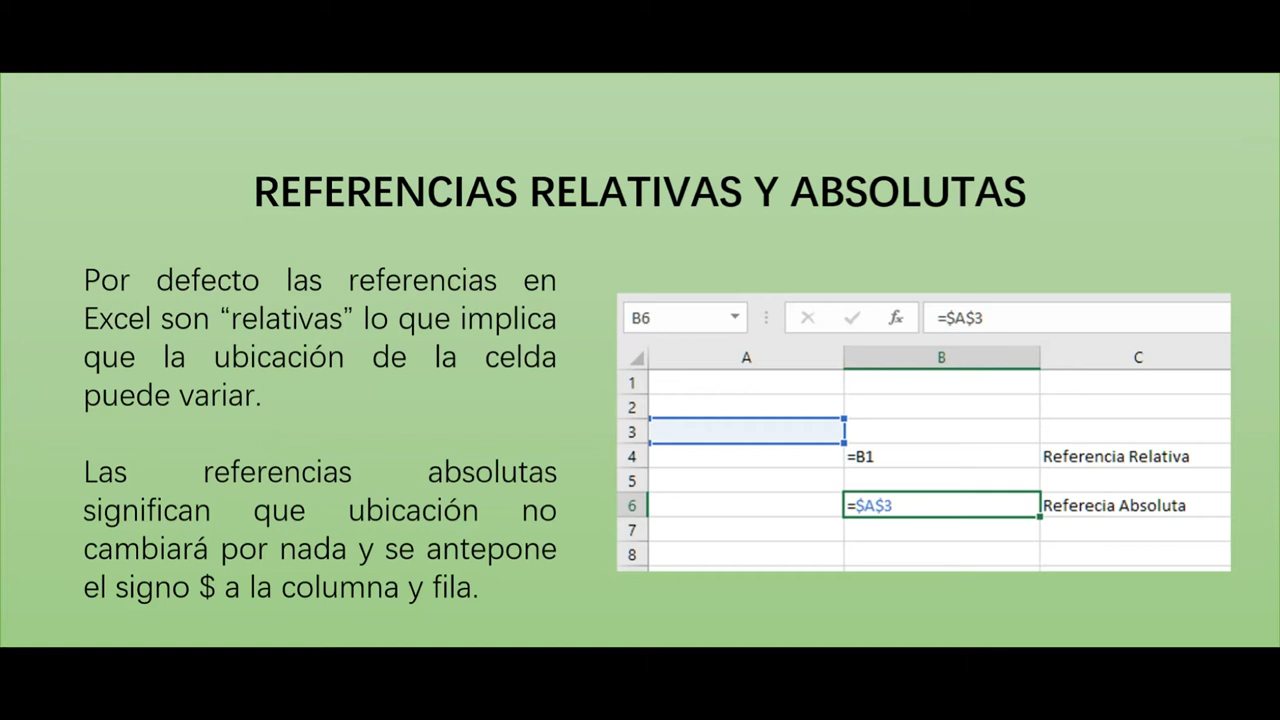 REFERENCIAS RELATIVAS Y ABSOLUTAS
Por defecto las referencias en
Excel son “relativas” lo que implica
que la ubicación de la celda
puede variar.
Las referencias absolutas
significan que ubicación no
cambiará por nada y se antepone
el signo $ a la columna y fila.
B6 fx =$A$3
A B C
1
2
3
4 =B1 Referencia Relativa
5
6 =$A$3 Referecia Absoluta
7
8